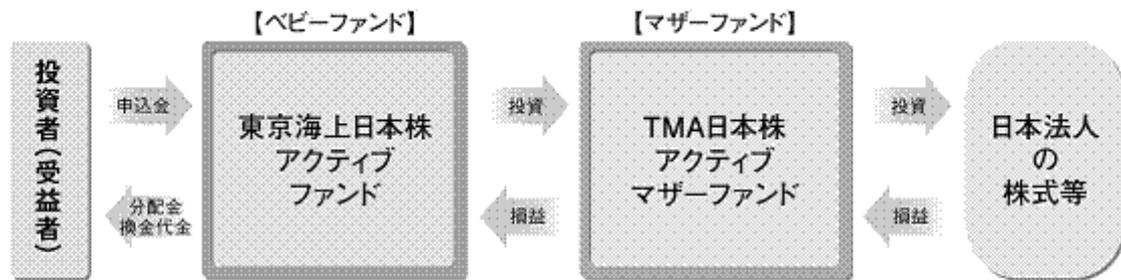 【ベビーファンド】
【マザーファンド】
投資者(受益者)
申込金
分配金
換金代金
東京海上日本株
アクティブ
ファンド
投資
損益
TMA日本株
アクティブ
マザーファンド
投資
損益
日本法人
の
株式等